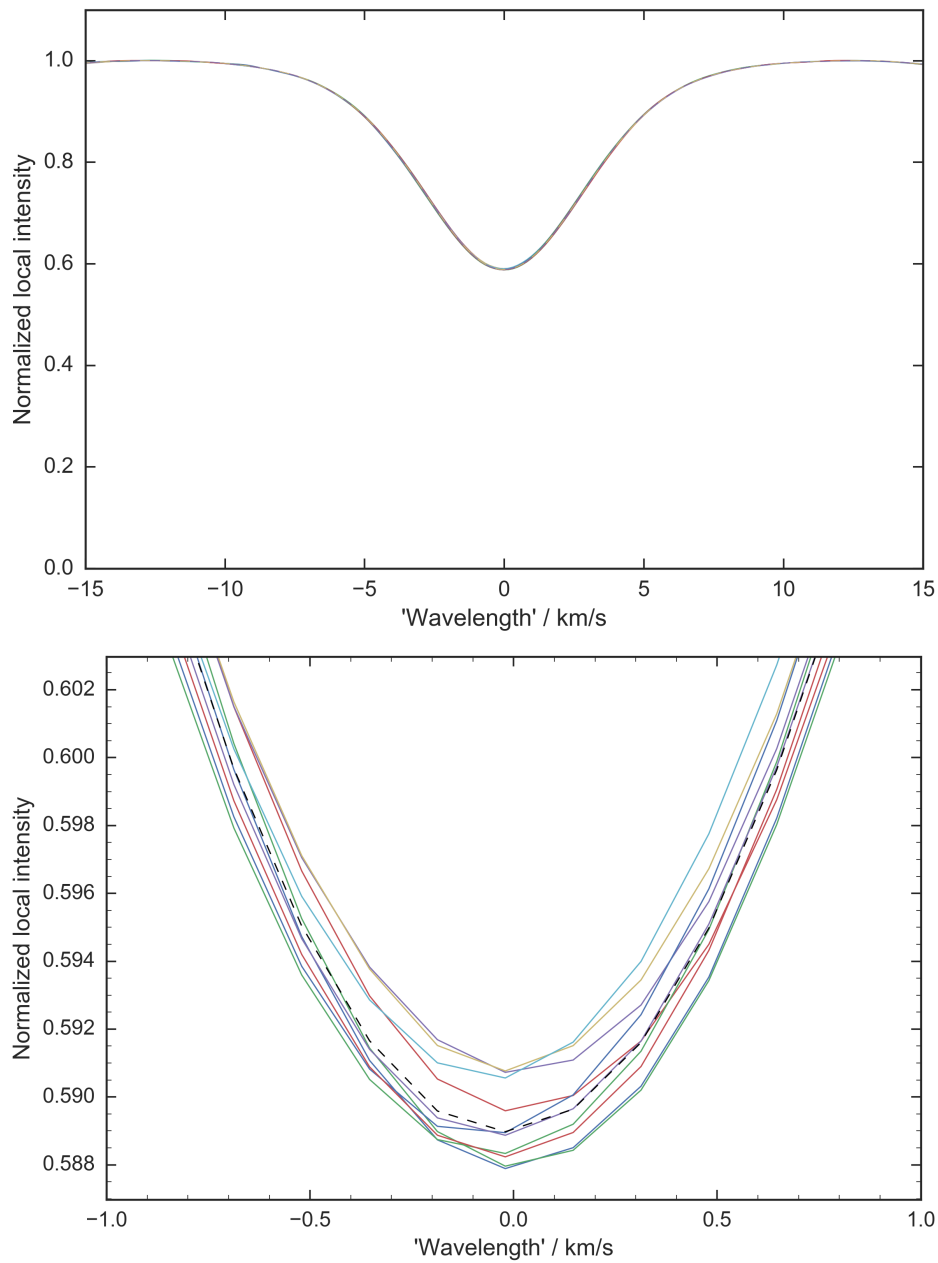 Normalized local intensity
1.0
0.8
0.6
0.4
0.2
0.0
−15 −10 −5 0 5 10 15
'Wavelength' / km/s
Normalized local intensity
0.602
0.600
0.598
0.596
0.594
0.592
0.590
0.588
−1.0 −0.5 0.0 0.5 1.0
'Wavelength' / km/s